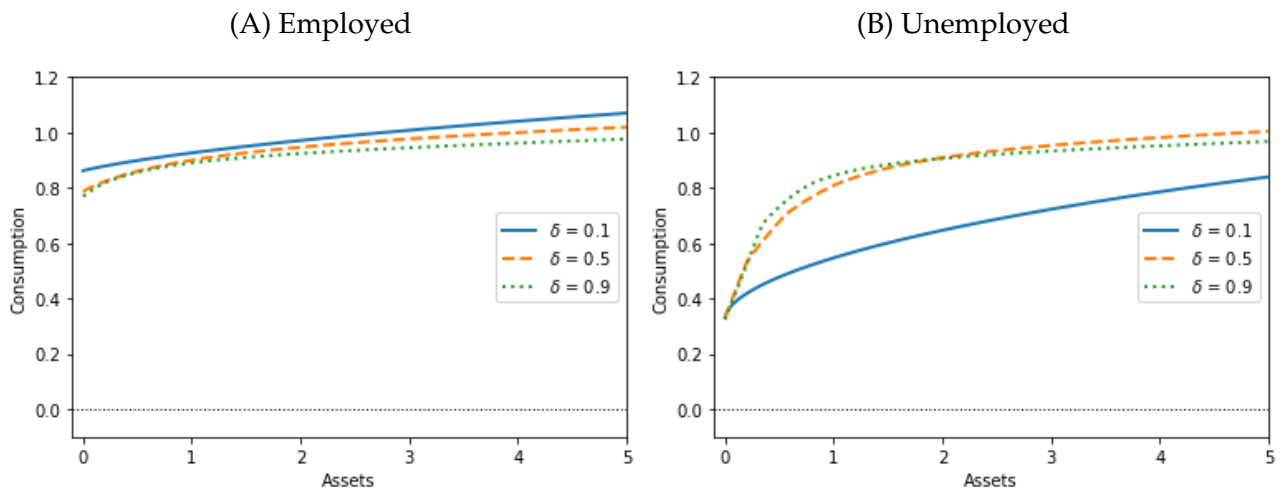 (A) Employed
1.2
1.0
0.8
0.6
0.4
0.2
0.0
Consumption
0 1 2 3 4 5
Assets
δ = 0.1
δ = 0.5
δ = 0.9
(B) Unemployed
1.2
1.0
0.8
0.6
0.4
0.2
0.0
Consumption
0 1 2 3 4 5
Assets
δ = 0.1
δ = 0.5
δ = 0.9